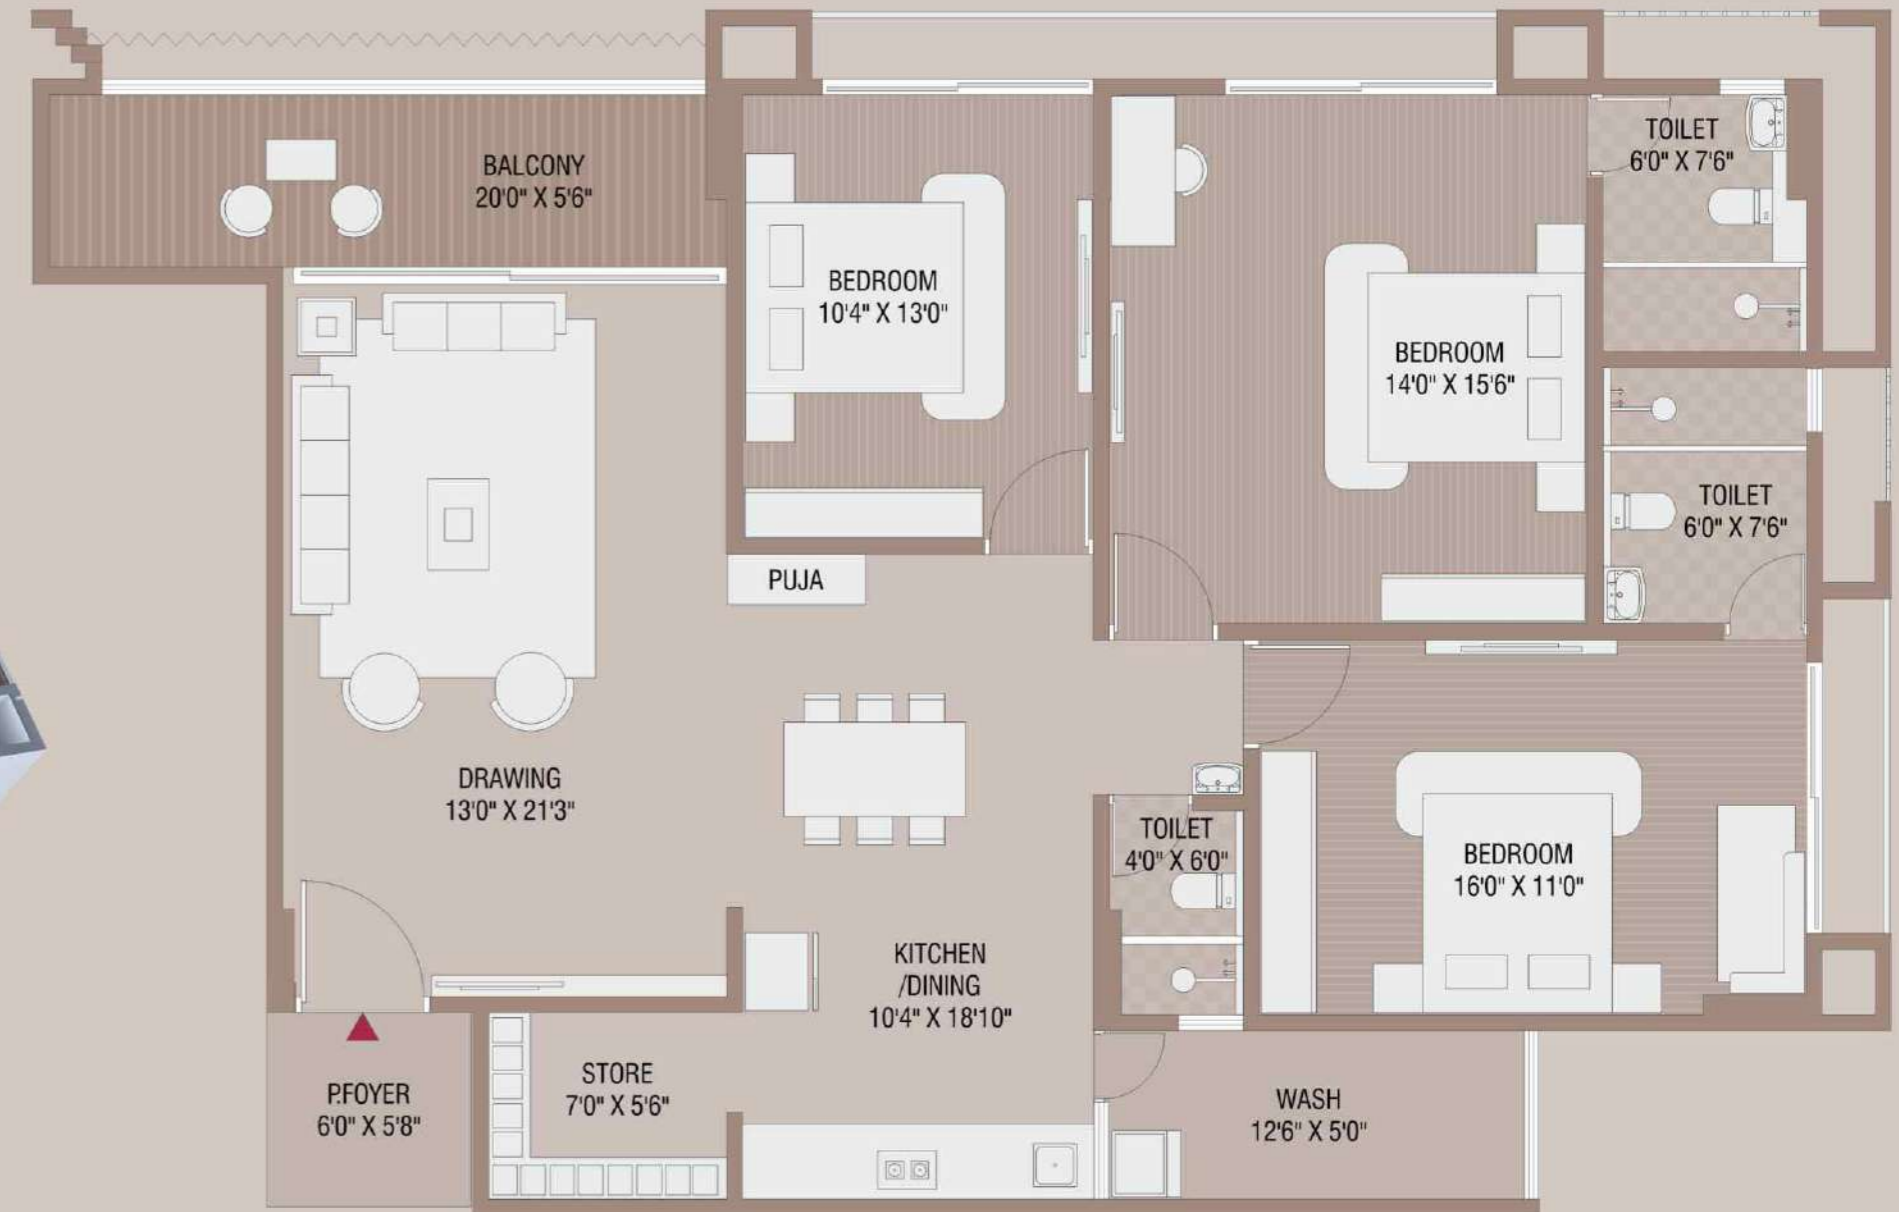 BALCONY
20'0" X 5'6"
BEDROOM
10'4" X 13'0"
BEDROOM
14'0" X 15'6"
TOILET
6'0" X 7'6"
TOILET
6'0" X 7'6"
PUJA
DRAWING
13'0" X 21'3"
TOILET
4'0" X 6'0"
BEDROOM
16'0" X 11'0"
KITCHEN
/DINING
10'4" X 18'10"
STORE
7'0" X 5'6"
P.FOYER
6'0" X 5'8"
WASH
12'6" X 5'0"